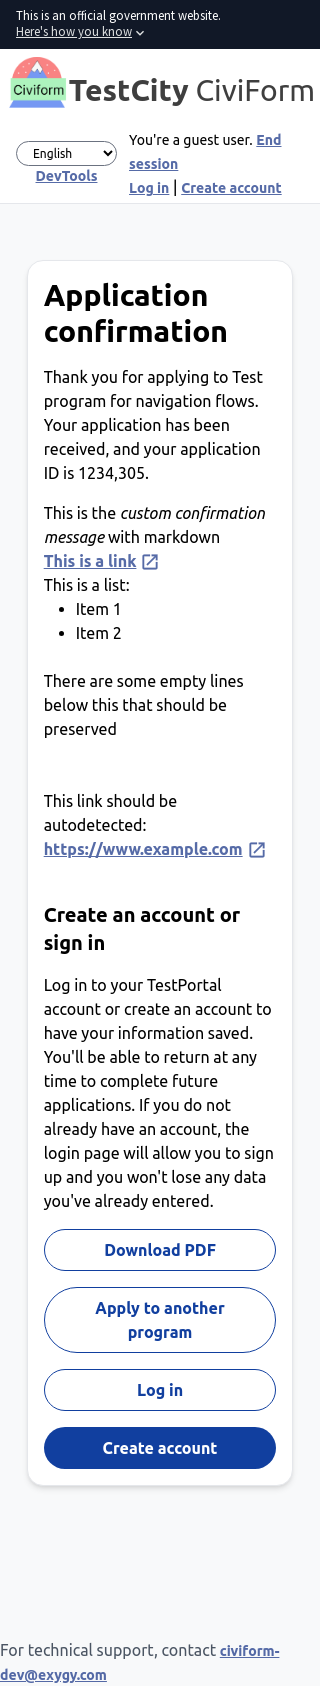 This is an official government website.
Here's how you know
Civiform
TestCity CiviForm
English
DevTools
You're a guest user. End
session
Log in | Create account
Application
confirmation
Thank you for applying to Test
program for navigation flows.
Your application has been
received, and your application
ID is 1234,305.
This is the custom confirmation
message with markdown
This is a link
This is a list:
• Item 1
• Item 2
There are some empty lines
below this that should be
preserved
This link should be
autodetected:
https://www.example.com
Create an account or
sign in
Log in to your TestPortal
account or create an account to
have your information saved.
You'll be able to return at any
time to complete future
applications. If you do not
already have an account, the
login page will allow you to sign
up and you won't lose any data
you've already entered.
Download PDF
Apply to another
program
Log in
Create account
For technical support, contact civiform-
dev@exygy.com